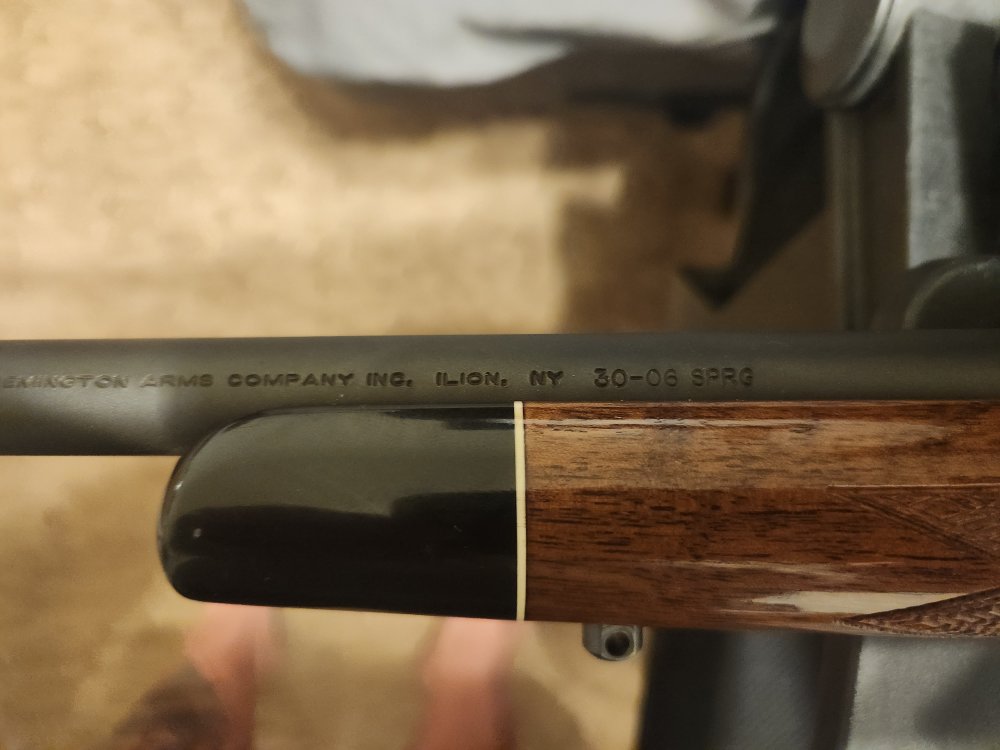 EMINGTON ARMS COMPANY INC. ILION, NY 30-06 SPRG